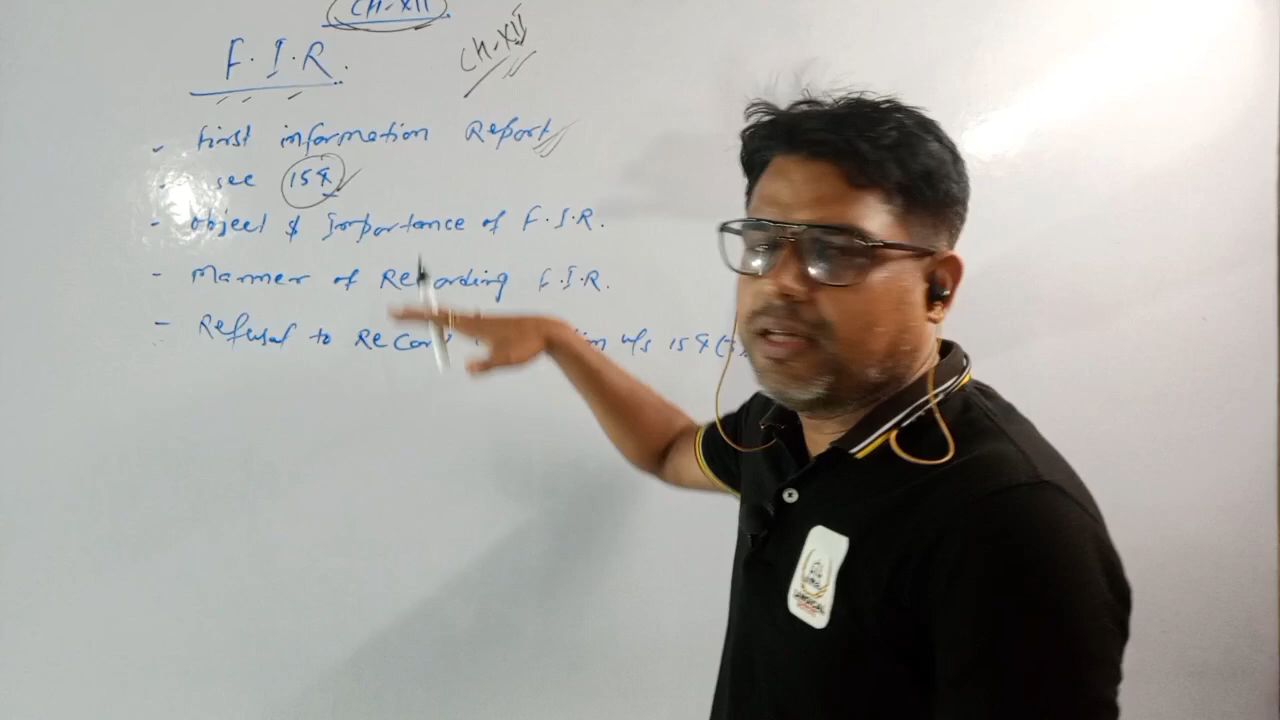 CH-XII
CH-XII
F.I.R.
- First information Report
- see 154
- object & Importance of F.I.R.
- Manner of Recording F.I.R.
- Refusal to u/s 154(3)